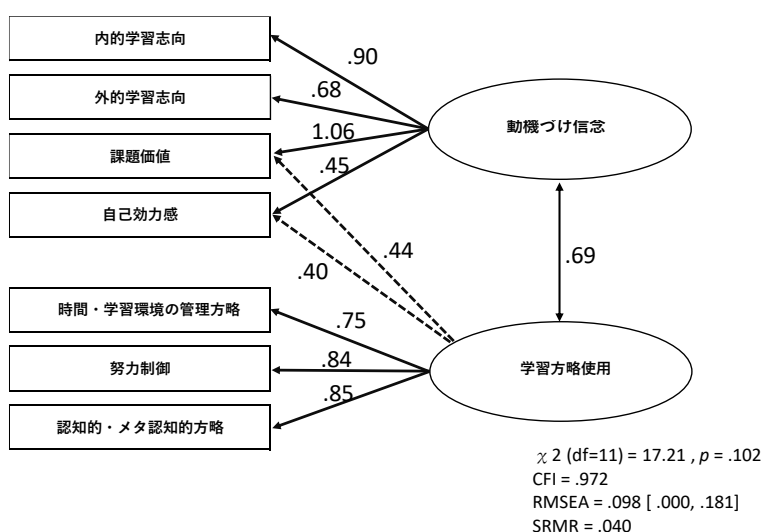 内的学習志向
.90
外的学習志向
.68
動機づけ信念
課題価値
1.06
.45
自己効力感
.44
.40
.69
時間・学習環境の管理方略
.75
努力制御
.84
学習方略使用
.85
認知的・メタ認知的方略
χ2 (df=11) = 17.21 , p = .102
CFI = .972
RMSEA = .098 [ .000, .181]
SRMR = .040